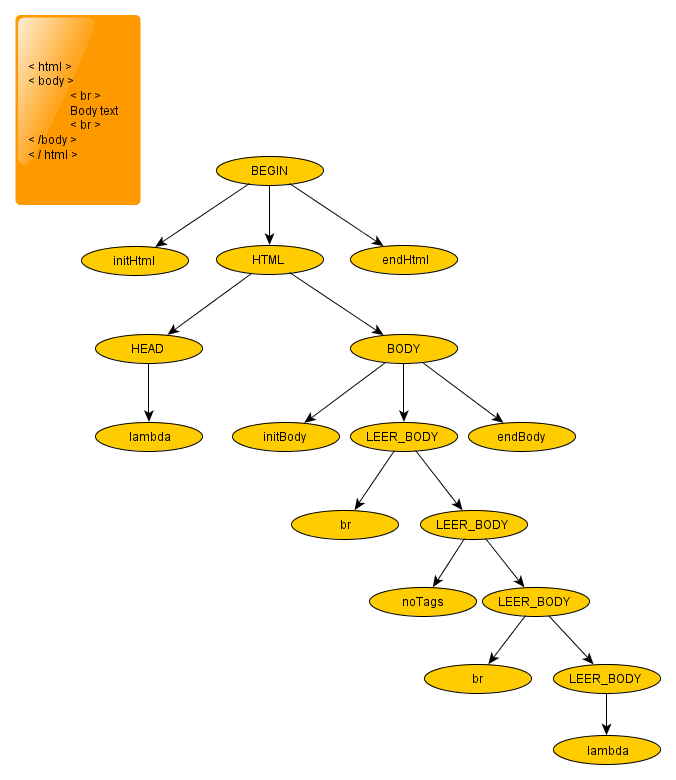 < html >
< body >
< br >
Body text
< br >
< /body >
< / html >
BEGIN
initHtml
HTML
endHtml
HEAD
BODY
lambda
initBody
LEER_BODY
endBody
br
LEER_BODY
noTags
LEER_BODY
br
LEER_BODY
lambda